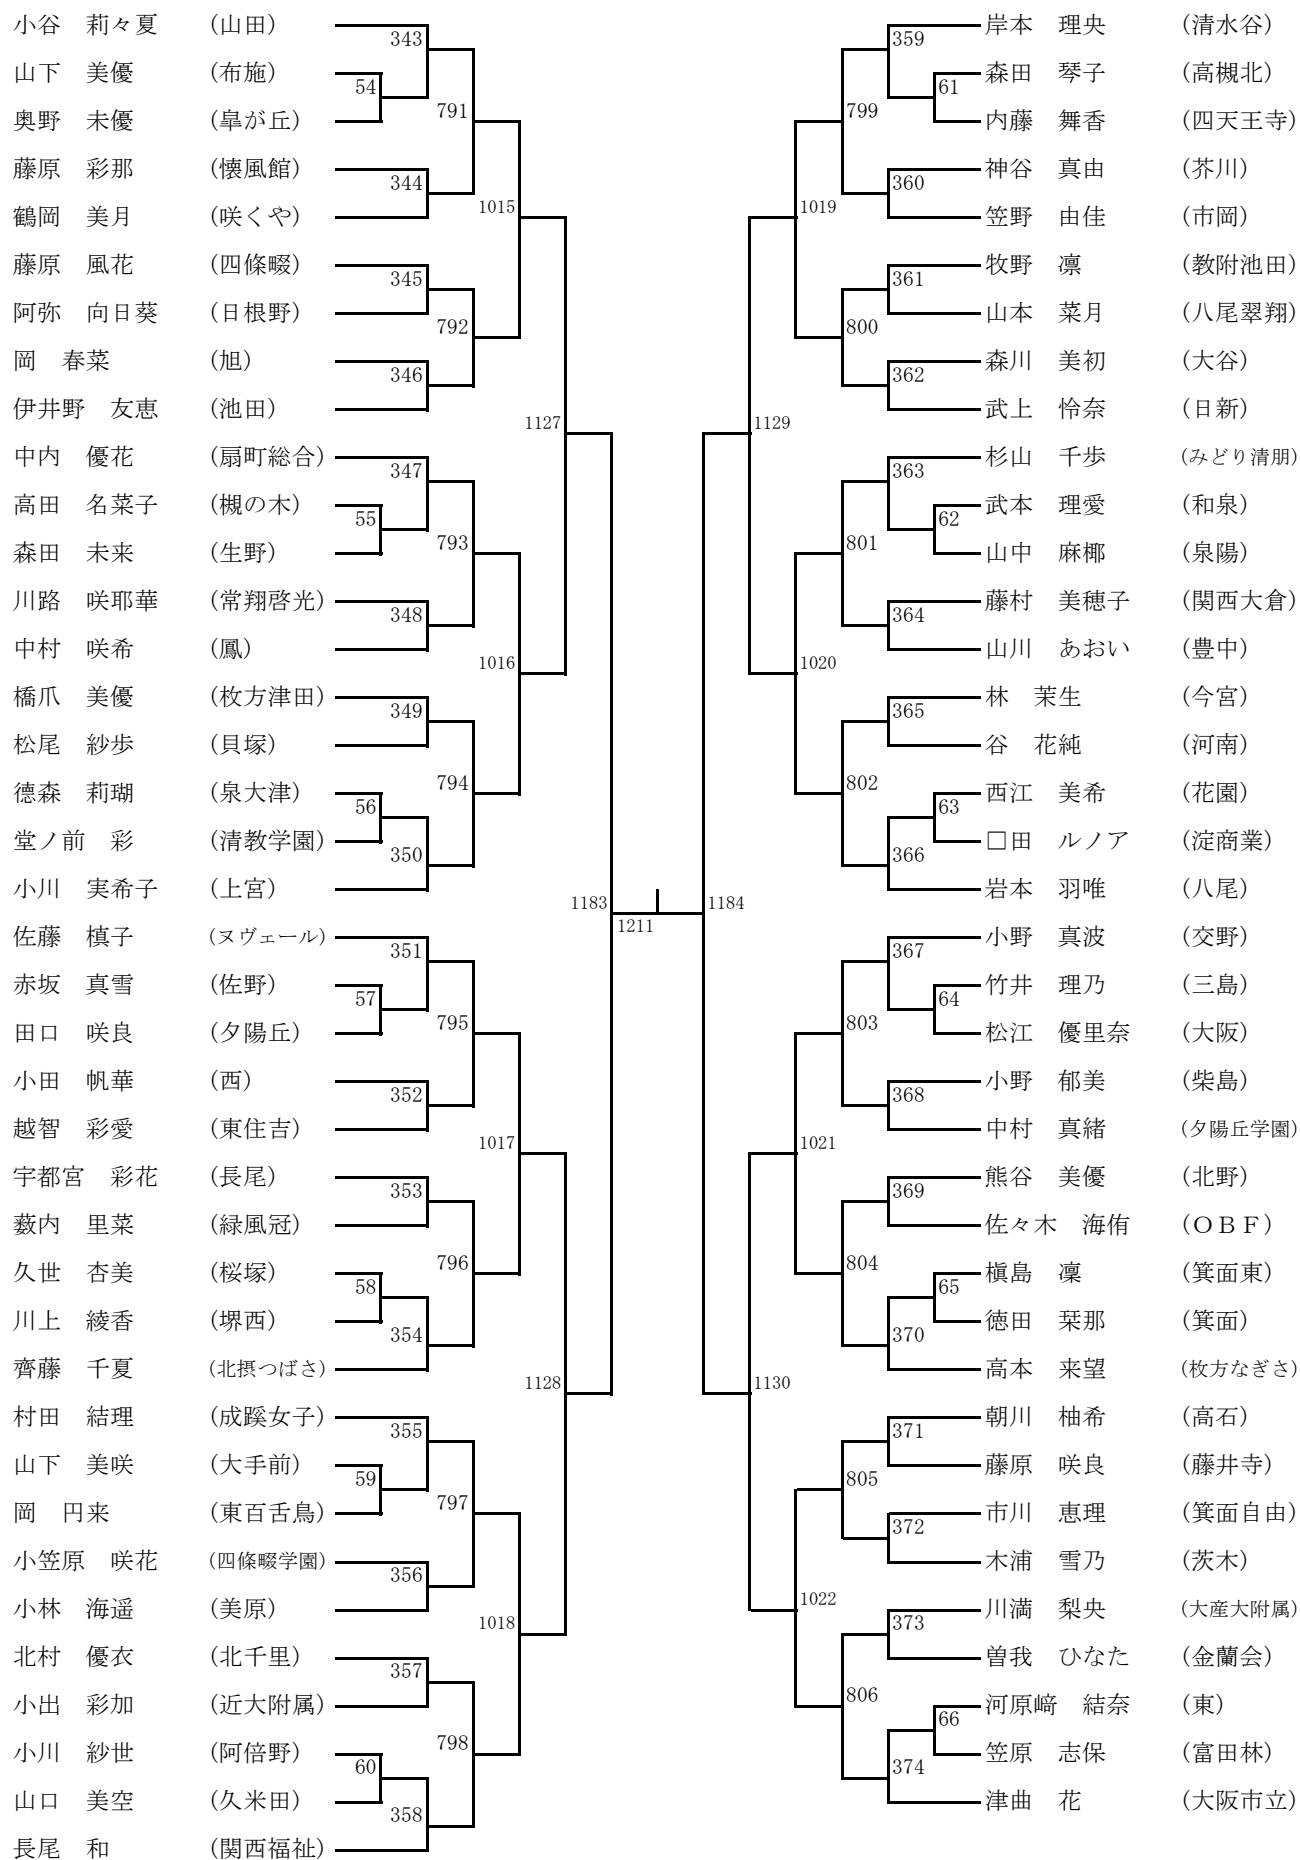 小谷　莉々夏　(山田)
343
山下　美優　(布施)
54
奥野　未優　(皐が丘)
791
藤原　彩那　(懐風館)
344
鶴岡　美月　(咲くや)
1015
藤原　風花　(四條畷)
345
阿弥　向日葵　(日根野)
792
岡　春菜　(旭)
346
伊井野　友恵　(池田)
1127
中内　優花　(扇町総合)
347
高田　名菜子　(槻の木)
55
森田　未来　(生野)
793
川路　咲耶華　(常翔啓光)
348
中村　咲希　(鳳)
1016
橋爪　美優　(枚方津田)
349
松尾　紗歩　(貝塚)
794
德森　莉瑚　(泉大津)
56
堂ノ前　彩　(清教学園)
350
小川　実希子　(上宮)
1183
1211
佐藤　槙子　(ヌヴェール)
351
赤坂　真雪　(佐野)
57
田口　咲良　(夕陽丘)
795
小田　帆華　(西)
352
越智　彩愛　(東住吉)
1017
宇都宮　彩花　(長尾)
353
薮内　里菜　(緑風冠)
796
久世　杏美　(桜塚)
58
川上　綾香　(堺西)
354
齊藤　千夏　(北摂つばさ)
1128
村田　結理　(成蹊女子)
355
山下　美咲　(大手前)
59
岡　円来　(東百舌鳥)
797
小笠原　咲花　(四條畷学園)
356
小林　海遥　(美原)
1018
北村　優衣　(北千里)
357
小出　彩加　(近大附属)
798
小川　紗世　(阿倍野)
60
山口　美空　(久米田)
358
長尾　和　(関西福祉)
岸本　理央　(清水谷)
359
森田　琴子　(高槻北)
61
内藤　舞香　(四天王寺)
799
神谷　真由　(芥川)
360
笠野　由佳　(市岡)
1019
牧野　凛　(教附池田)
361
山本　菜月　(八尾翠翔)
800
森川　美初　(大谷)
362
武上　怜奈　(日新)
1129
杉山　千歩　(みどり清朋)
363
武本　理愛　(和泉)
62
山中　麻椰　(泉陽)
801
藤村　美穂子　(関西大倉)
364
山川　あおい　(豊中)
1020
林　茉生　(今宮)
365
谷　花純　(河南)
802
西江　美希　(花園)
63
□田　ルノア　(淀商業)
366
岩本　羽唯　(八尾)
1184
小野　真波　(交野)
367
竹井　理乃　(三島)
64
松江　優里奈　(大阪)
803
小野　郁美　(柴島)
368
中村　真緒　(夕陽丘学園)
1021
熊谷　美優　(北野)
369
佐々木　海侑　(ＯＢＦ)
804
槇島　凜　(箕面東)
65
徳田　栞那　(箕面)
370
高本　来望　(枚方なぎさ)
1130
朝川　柚希　(高石)
371
藤原　咲良　(藤井寺)
805
市川　恵理　(箕面自由)
372
木浦　雪乃　(茨木)
1022
川満　梨央　(大産大附属)
373
曽我　ひなた　(金蘭会)
806
河原﨑　結奈　(東)
66
笠原　志保　(富田林)
374
津曲　花　(大阪市立)